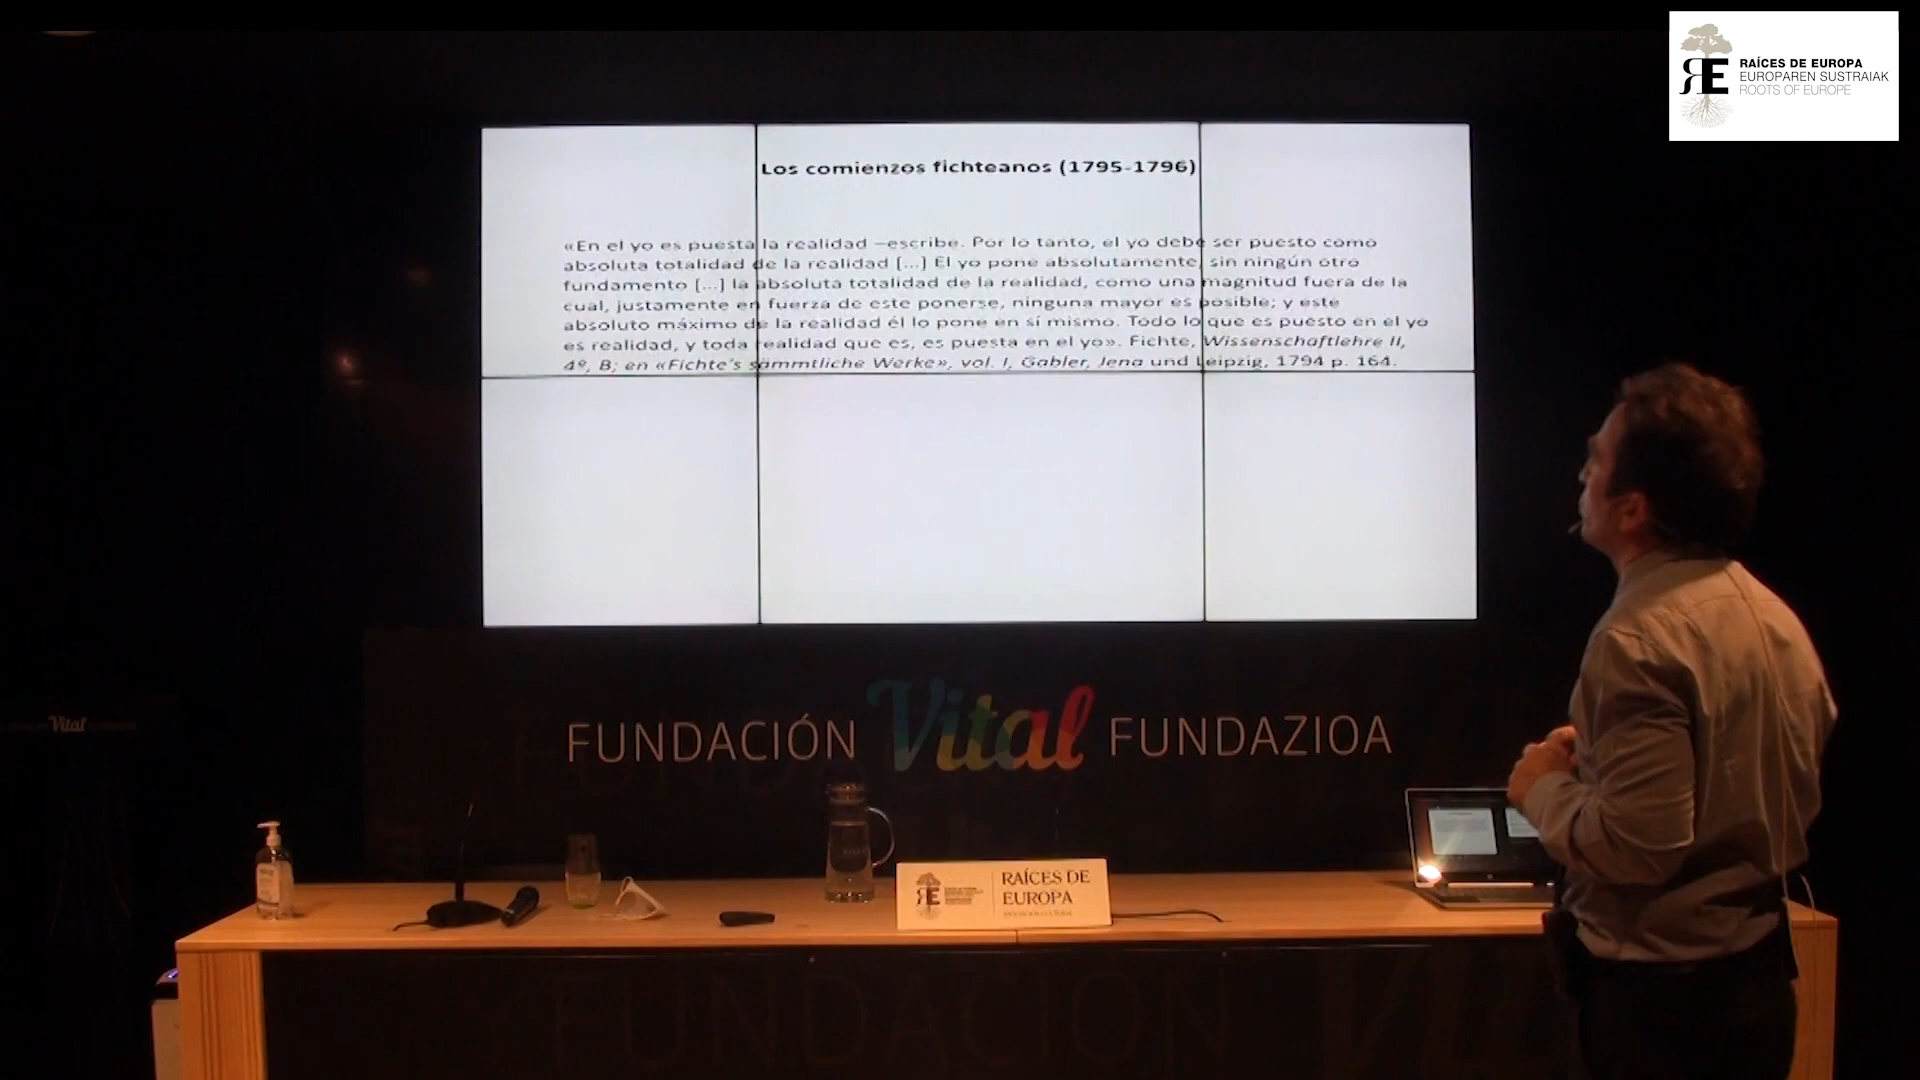 RAÍCES DE EUROPA
EUROPAREN SUSTRAIAK
ROOTS OF EUROPE
RE
Los comienzos fichteanos (1795-1796)
«En el yo es puesta la realidad –escribe. Por lo tanto, el yo debe ser puesto como
absoluta totalidad de la realidad [...] El yo pone absolutamente, sin ningún otro
fundamento [...] la absoluta totalidad de la realidad, como una magnitud fuera de la
cual, justamente en fuerza de este ponerse, ninguna mayor es posible; y este
absoluto máximo de la realidad él lo pone en sí mismo. Todo lo que es puesto en el yo
es realidad, y toda realidad que es, es puesta en el yo». Fichte, Wissenschaftlehre II,
4º, B; en «Fichte's sämmtliche Werke», vol. I, Gabler, Jena und Leipzig, 1794 p. 164.
Vital
FUNDACIÓN Vital FUNDAZIOA
RE
RAÍCES DE
EUROPA
FUNDACIÓN